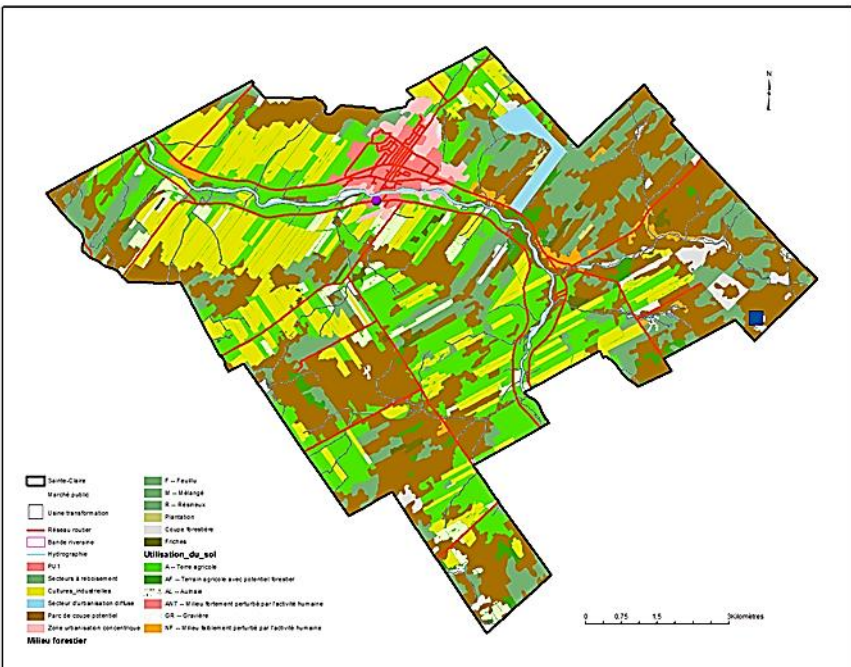 N
Sainte-Claire
Marché public
Usine transformation
Réseau routier
Bande riveraine
Hydrographie
PU1
Secteurs à reboisement
Cultures_industrielles
Secteur d'urbanisation diffuse
Parc de coupe potentiel
Zone urbanisation concentrique
Milieu forestier
F -- Feuillu
M -- Mélangé
R -- Résineux
Plantation
Coupe forestière
Friches
Utilisation_du_sol
A -- Terre agricole
AF -- Terrain agricole avec potentiel forestier
AL -- Aulnaie
ANT -- Milieu fortement perturbé par l'activité humaine
GR -- Gravière
NF -- Milieu faiblement perturbé par l'activité humaine
0 0.75 1.5 3 Kilomètres